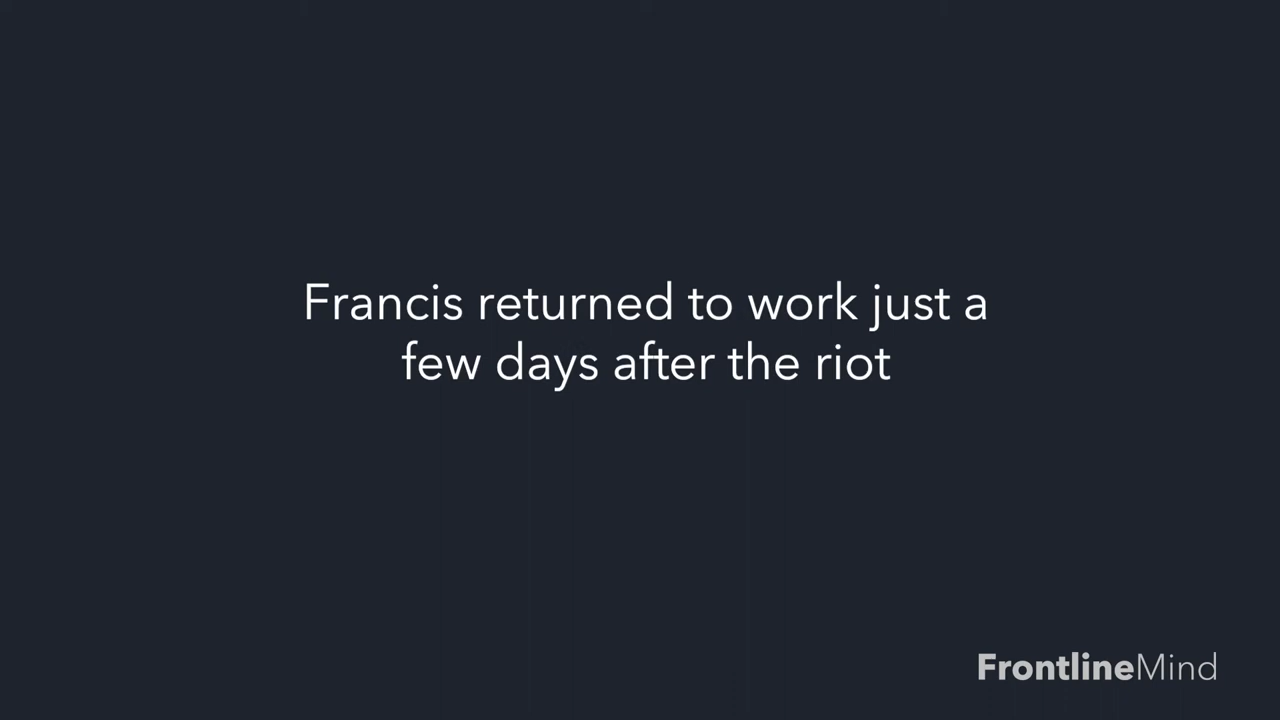 Francis returned to work just a
few days after the riot
FrontlineMind